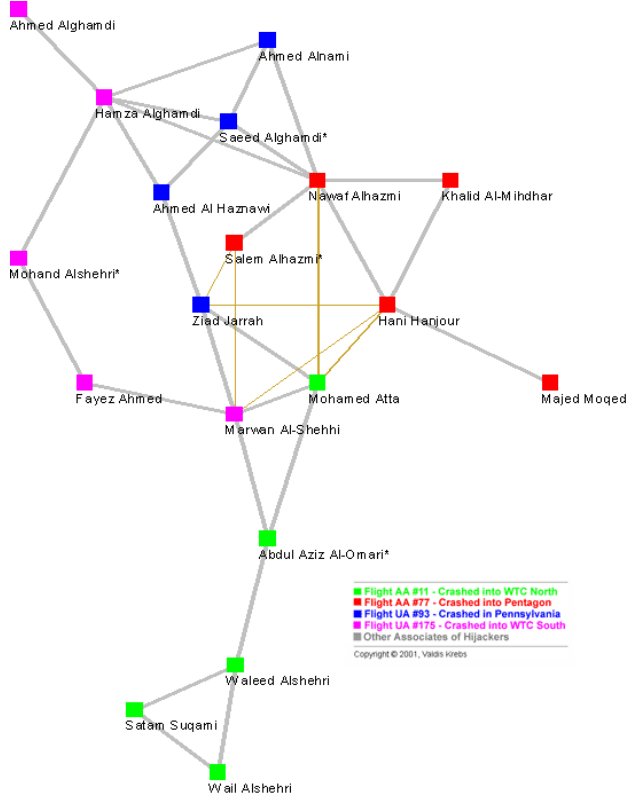 Ahmed Alghamdi
Ahmed Alnami
Hamza Alghamdi
Saeed Alghamdi*
Nawaf Alhazmi
Khalid Al-Mihdhar
Ahmed Al Haznawi
Salem Alhazmi*
Mohand Alshehri*
Ziad Jarrah
Hani Hanjour
Fayez Ahmed
Mohamed Atta
Majed Moqed
Marwan Al-Shehhi
Abdul Aziz Al-Omari*
Flight AA #11 - Crashed into WTC North
Flight AA #77 - Crashed into Pentagon
Flight UA #93 - Crashed in Pennsylvania
Flight UA #175 - Crashed into WTC South
Other Associates of Hijackers
Copyright © 2001, Valdis Krebs
Waleed Alshehri
Satam Suqami
Wail Alshehri